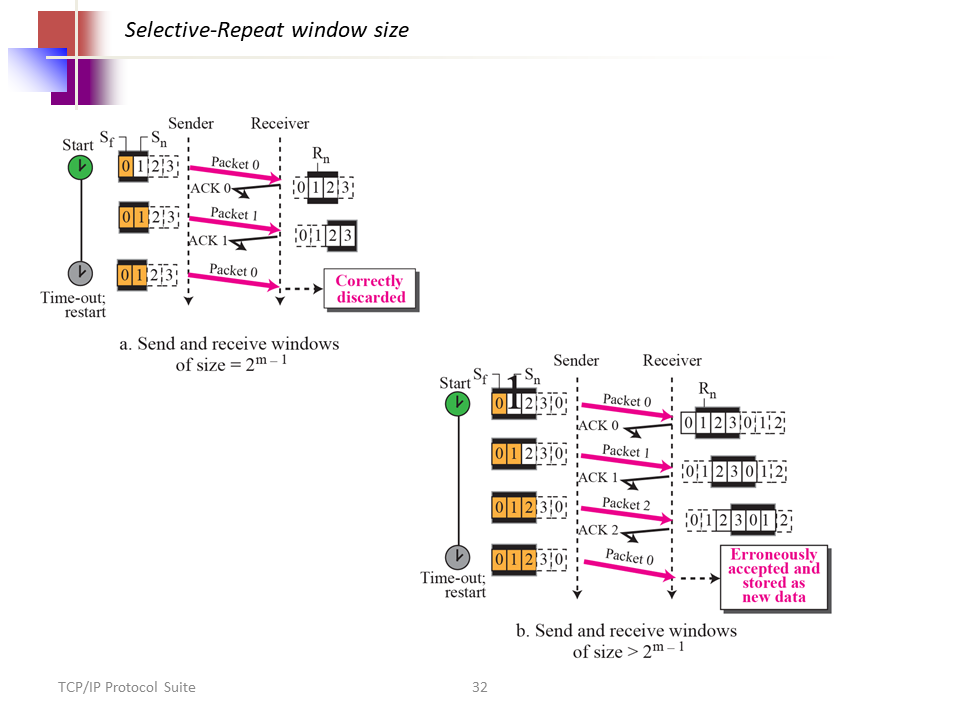 Selective-Repeat window size
Sender Receiver
Start Sf Sn
0 1 2 3
Packet 0
Rn
ACK 0
0 1 2 3
0 1 2 3
Packet 1
ACK 1
0 1 2 3
0 1 2 3
Packet 0
Time-out;
restart
Correctly
discarded
a. Send and receive windows
of size = 2^m – 1
Sender Receiver
Start Sf Sn
0 1 2 3 0
Packet 0
Rn
ACK 0
0 1 2 3 0 1 2
0 1 2 3 0
Packet 1
ACK 1
0 1 2 3 0 1 2
0 1 2 3 0
Packet 2
ACK 2
0 1 2 3 0 1 2
0 1 2 3 0
Packet 0
Time-out;
restart
Erroneously
accepted and
stored as
new data
b. Send and receive windows
of size > 2^m – 1
TCP/IP Protocol Suite 32